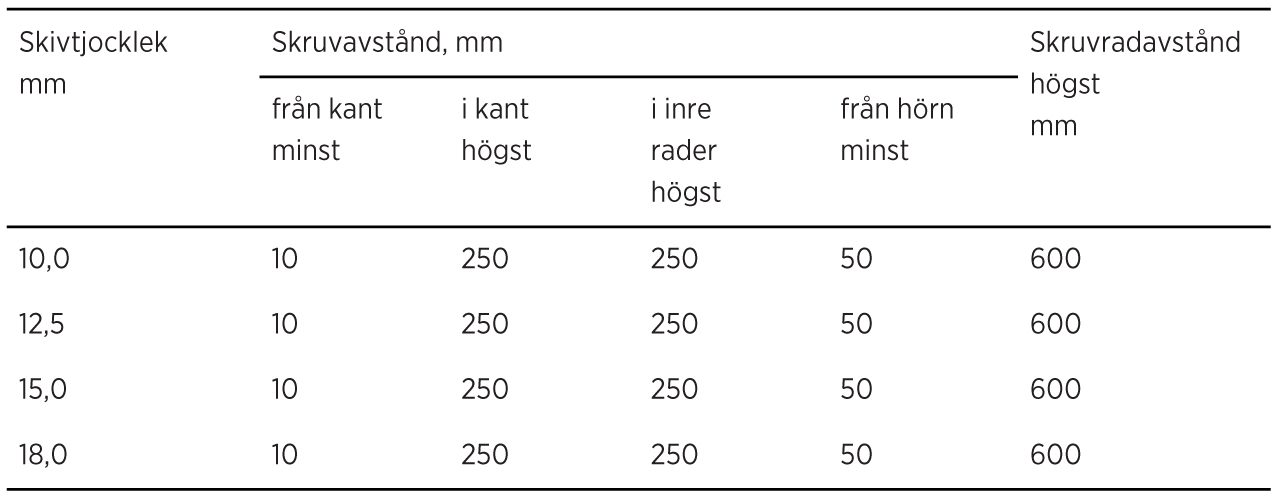 Skivtjocklek
mm
Skruvavstånd, mm
Skruvradavstånd
högst
mm
från kant
minst
i kant
högst
i inre
rader
högst
från hörn
minst
10,0 10 250 250 50 600
12,5 10 250 250 50 600
15,0 10 250 250 50 600
18,0 10 250 250 50 600